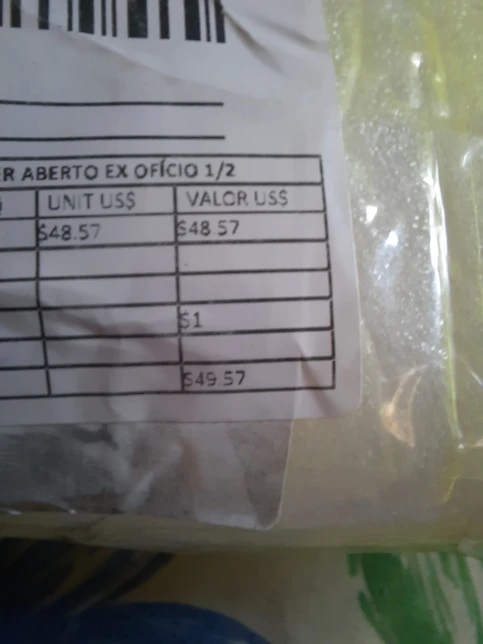 ER ABERTO EX OFÍCIO 1/2
UNIT US$ VALOR US$
$48.57 $48.57
$1
$49.57